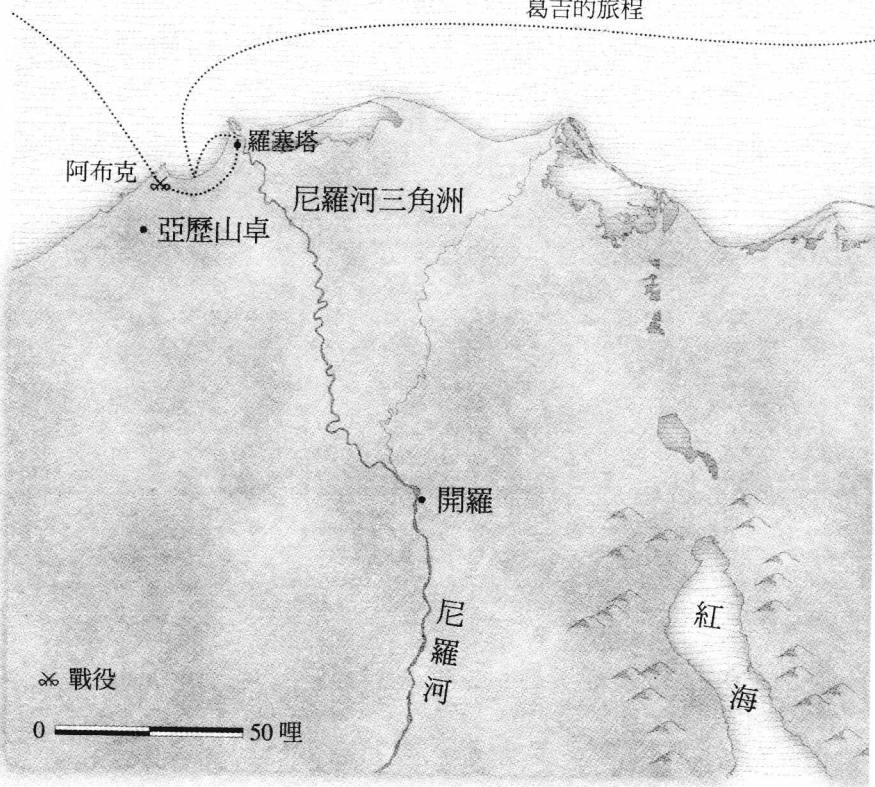 葛吉的旅程
羅塞塔
阿布克
尼羅河三角洲
亞歷山卓
開羅
尼羅河
紅海
戰役
0 50 哩